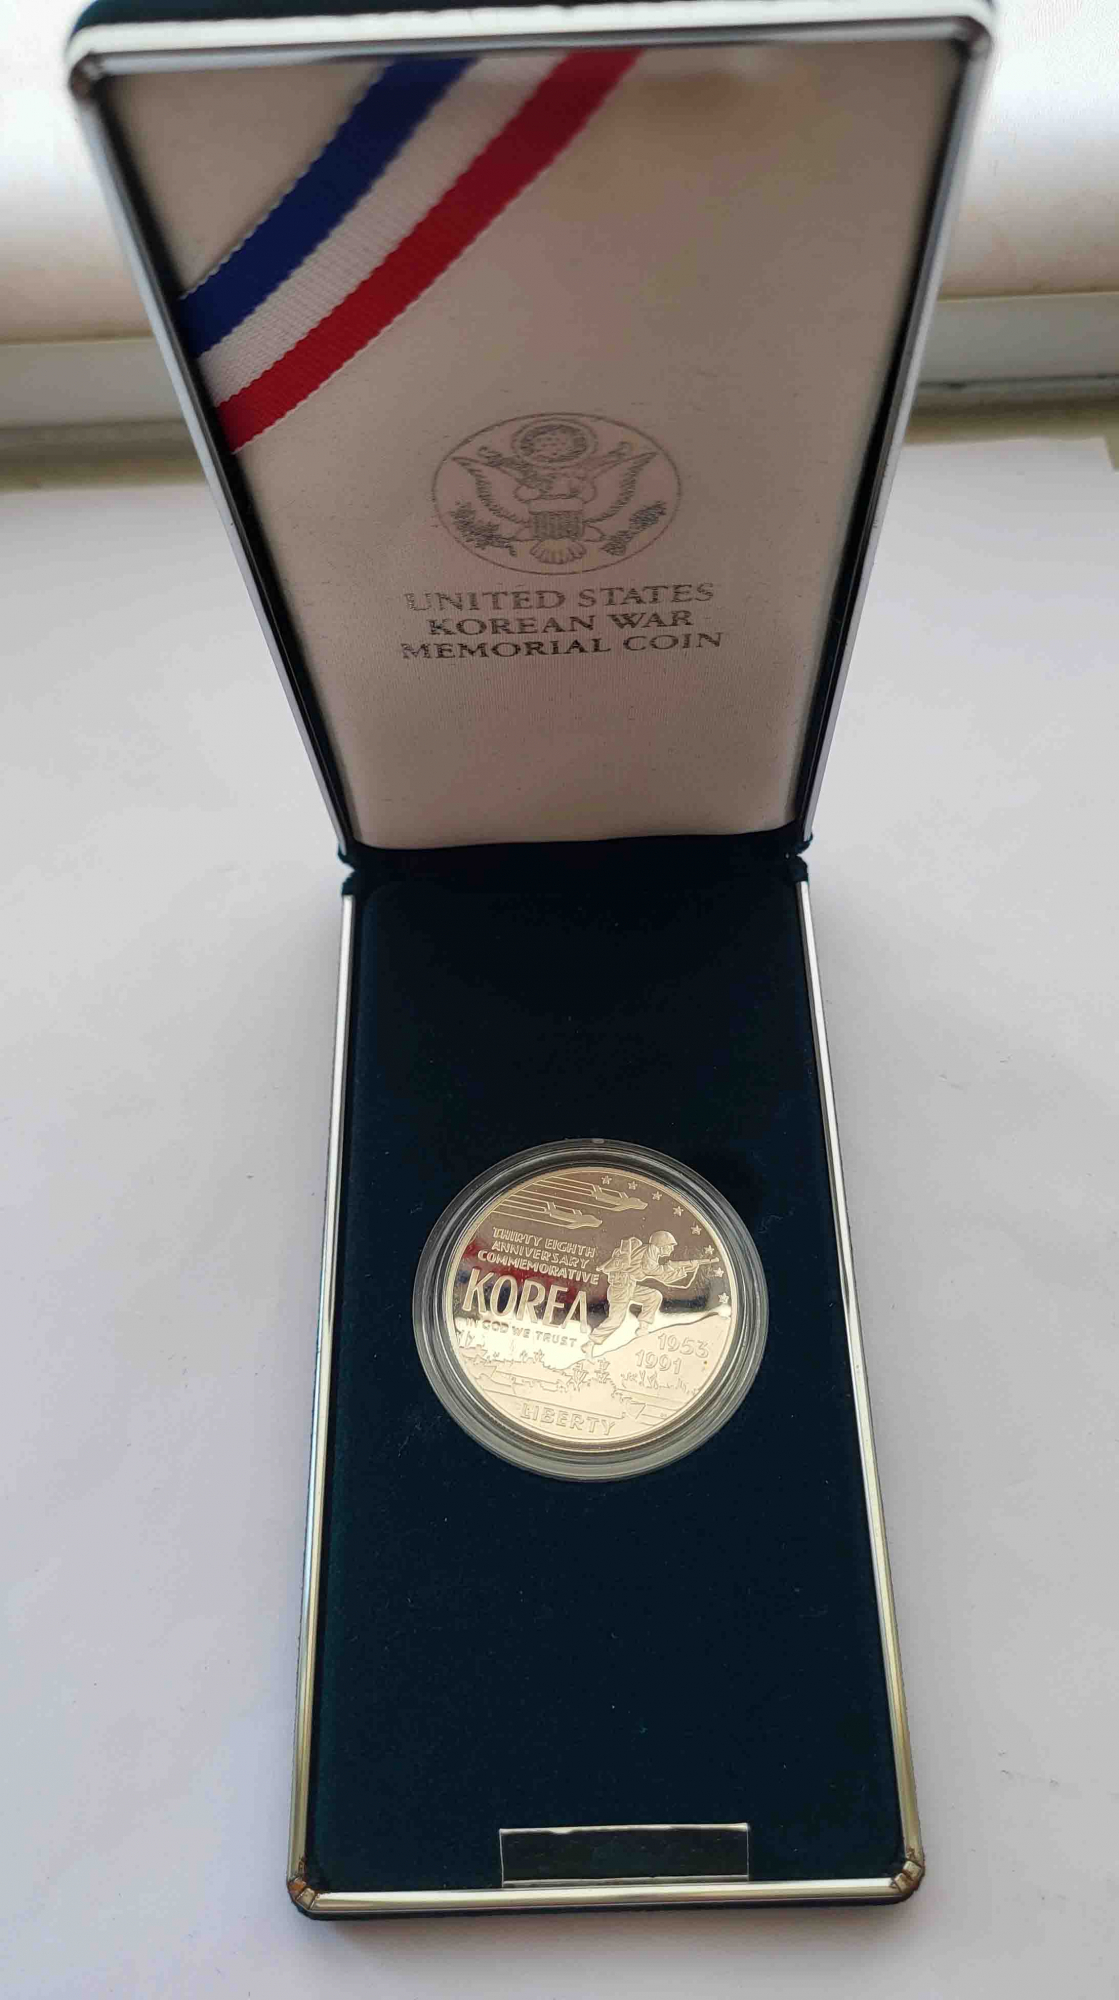 UNITED STATES
KOREAN WAR
MEMORIAL COIN
THIRTY EIGHTH
ANNIVERSARY
COMMEMORATIVE
KOREA
IN GOD WE TRUST
1953
1991
LIBERTY